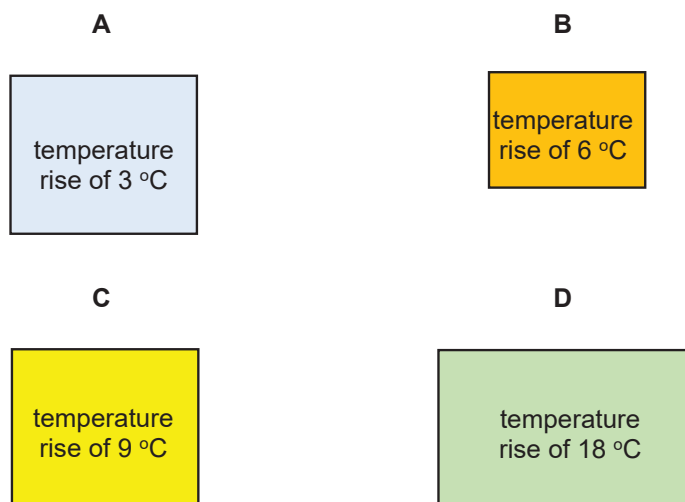 A
temperature
rise of 3 °C
B
temperature
rise of 6 °C
C
temperature
rise of 9 °C
D
temperature
rise of 18 °C